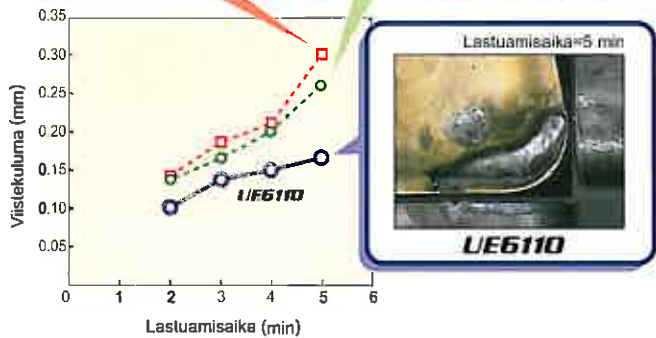 Viistekuluma (mm)
0.35
0.30
0.25
0.20
0.15
0.10
0.05
0
1
2
3
4
5
6
Lastuamisaika (min)
UE6110
Lastuamisaika=5 min
UE6110